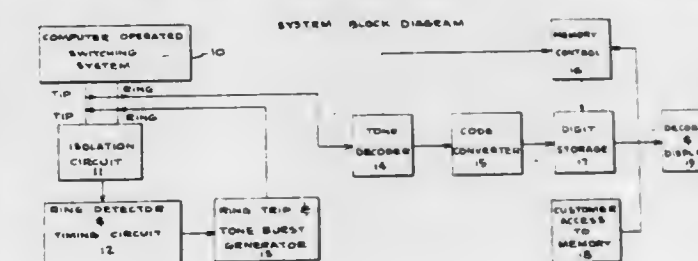 SYSTEM BLOCK DIAGRAM
COMPUTER OPERATED
SWITCHING
SYSTEM
10
TIP
RING
TIP
RING
ISOLATION
CIRCUIT
11
RING DETECTOR
&
TIMING CIRCUIT
12
RING TRIP &
TONE BURST
GENERATOR
13
TONE
DECODER
14
CODE
CONVERTER
15
MEMORY
CONTROL
16
DIGIT
STORAGE
17
CUSTOMER
ACCESS
TO
MEMORY
18
DECOD
&
DISPL
19